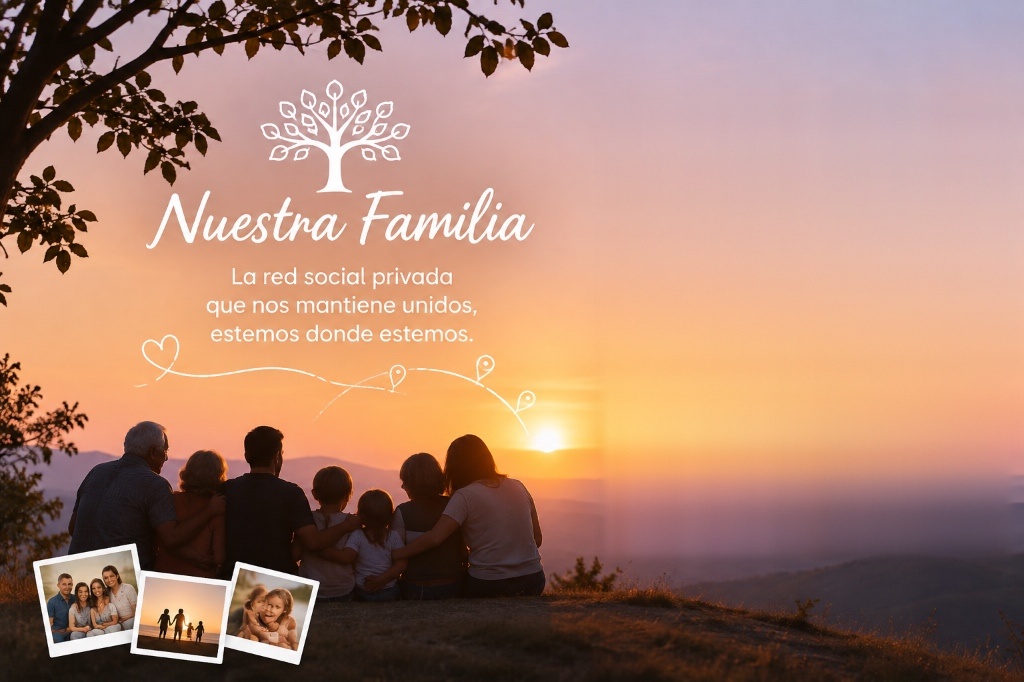 Nuestra Familia
La red social privada
que nos mantiene unidos,
estemos donde estemos.